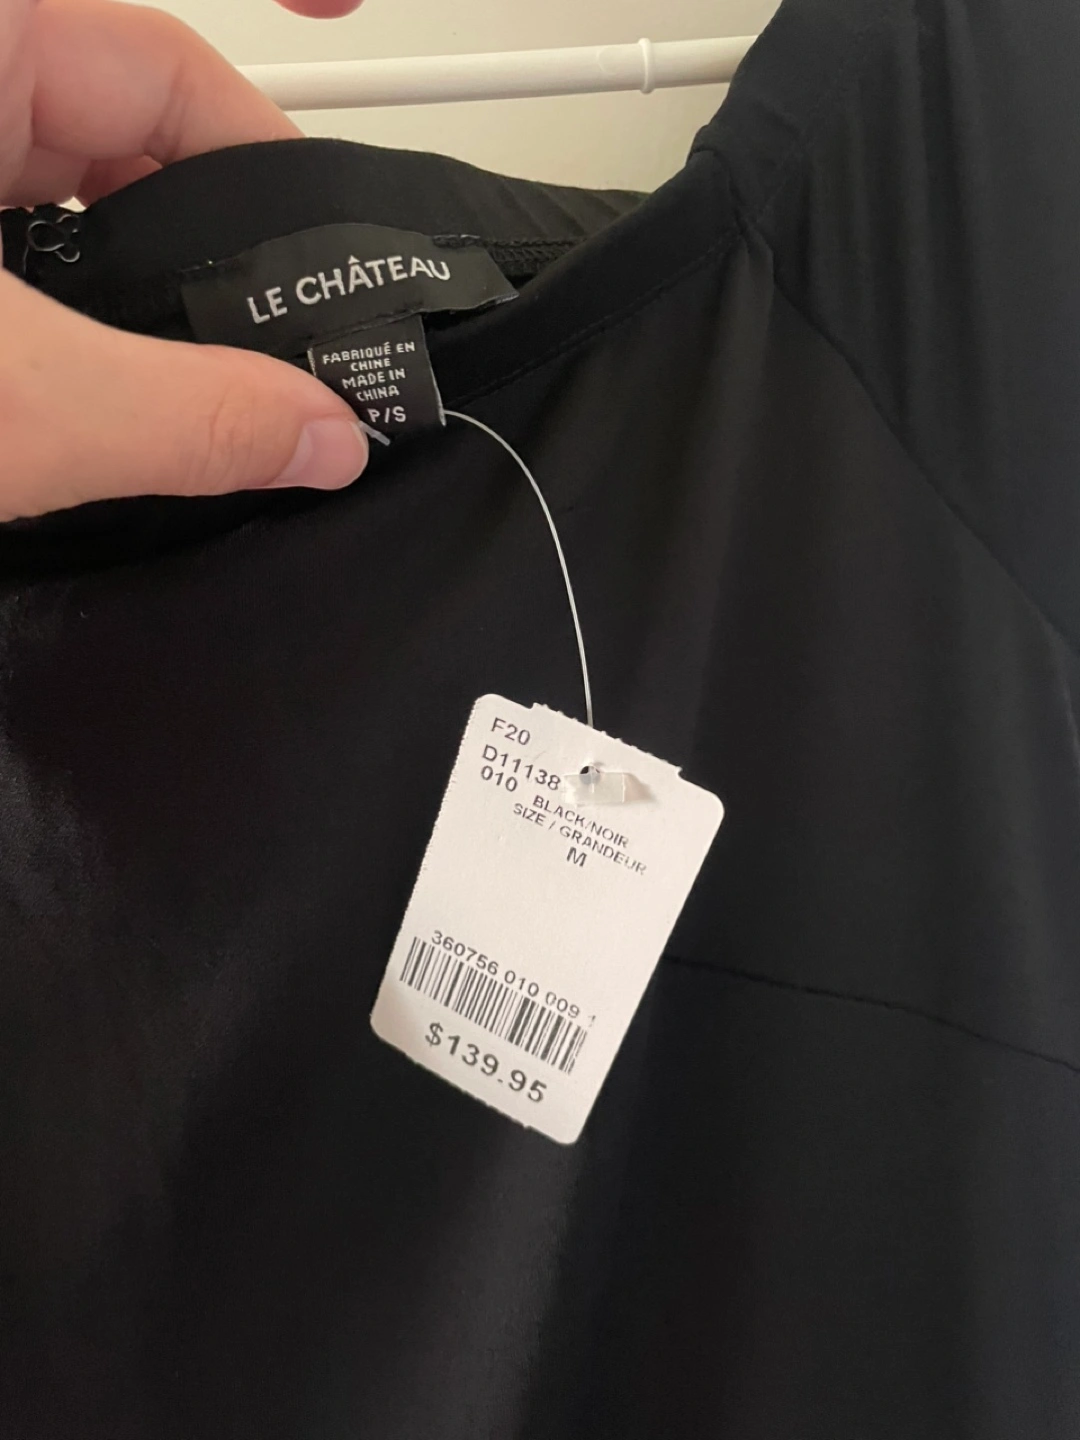 LE CHÂTEAU
FABRIQUÉ EN
CHINE
MADE IN
CHINA
P/S
F20
D11138
010 BLACK/NOIR
SIZE / GRANDEUR
M
360756 010 009 1
$139.95